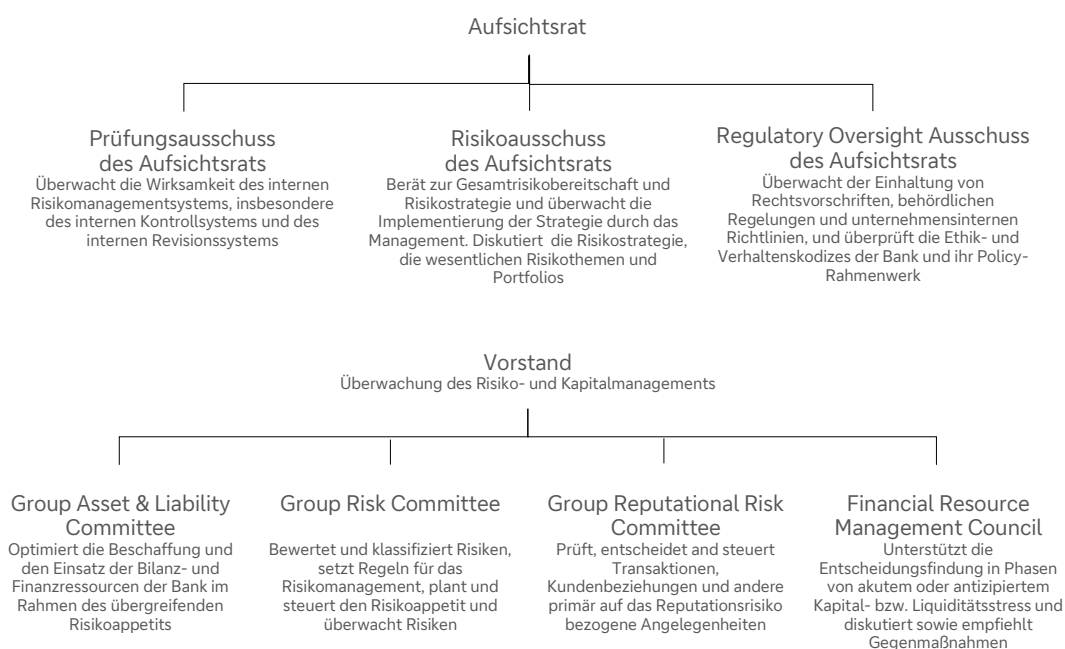 Aufsichtsrat
Prüfungsausschuss
des Aufsichtsrats
Überwacht die Wirksamkeit des internen
Risikomanagementsystems, insbesondere
des internen Kontrollsystems und des
internen Revisionssystems
Risikoausschuss
des Aufsichtsrats
Berät zur Gesamtrisikobereitschaft und
Risikostrategie und überwacht die
Implementierung der Strategie durch das
Management. Diskutiert die Risikostrategie,
die wesentlichen Risikothemen und
Portfolios
Regulatory Oversight Ausschuss
des Aufsichtsrats
Überwacht der Einhaltung von
Rechtsvorschriften, behördlichen
Regelungen und unternehmensinternen
Richtlinien, und überprüft die Ethik- und
Verhaltenskodizes der Bank und ihr Policy-
Rahmenwerk
Vorstand
Überwachung des Risiko- und Kapitalmanagements
Group Asset & Liability
Committee
Optimiert die Beschaffung und
den Einsatz der Bilanz- und
Finanzressourcen der Bank im
Rahmen des übergreifenden
Risikoappetits
Group Risk Committee
Bewertet und klassifiziert Risiken,
setzt Regeln für das
Risikomanagement, plant und
steuert den Risikoappetit und
überwacht Risiken
Group Reputational Risk
Committee
Prüft, entscheidet and steuert
Transaktionen,
Kundenbeziehungen und andere
primär auf das Reputationsrisiko
bezogene Angelegenheiten
Financial Resource
Management Council
Unterstützt die
Entscheidungsfindung in Phasen
von akutem oder antizipiertem
Kapital- bzw. Liquiditätsstress und
diskutiert sowie empfiehlt
Gegenmaßnahmen